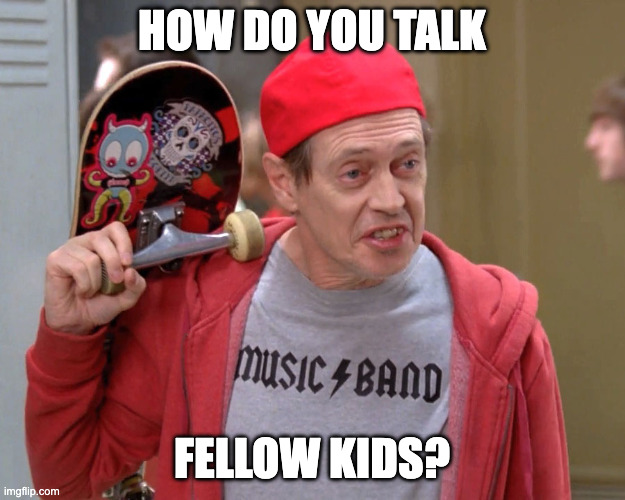 HOW DO YOU TALK
MUSIC⚡BAND
FELLOW KIDS?
imgflip.com